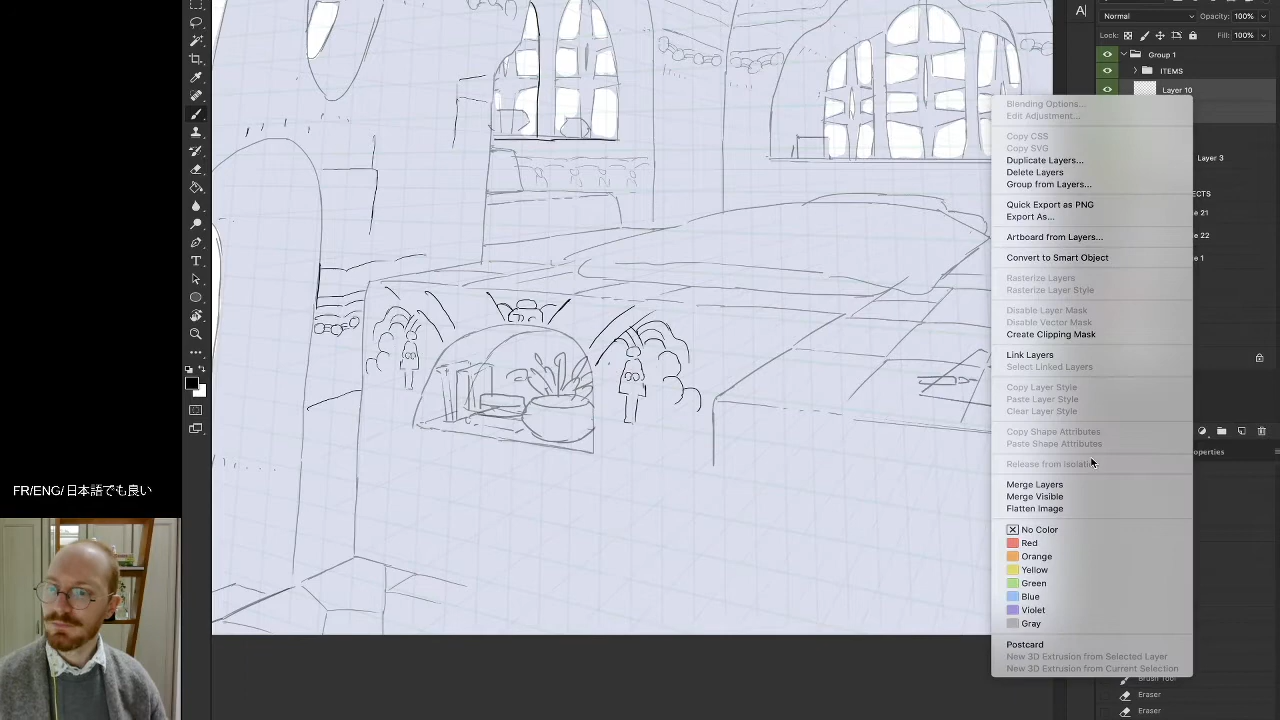 Normal
Opacity: 100%
Lock:
Fill: 100%
Group 1
ITEMS
Layer 10
Blending Options...
Edit Adjustment...
Copy CSS
Copy SVG
Duplicate Layers...
Layer 3
Delete Layers
Group from Layers...
Quick Export as PNG
Export As...
Artboard from Layers...
Convert to Smart Object
Rasterize Layers
Rasterize Layer Style
Disable Layer Mask
Disable Vector Mask
Create Clipping Mask
Link Layers
Select Linked Layers
Copy Layer Style
Paste Layer Style
Clear Layer Style
Copy Shape Attributes
Paste Shape Attributes
Release from
Merge Layers
Merge Visible
Flatten Image
No Color
Red
Orange
Yellow
Green
Blue
Violet
Gray
Postcard
New 3D Extrusion from Selected Layer
New 3D Extrusion from Current Selection
Brush Tool
Eraser
Eraser
FR/ENG/日本語でも良い